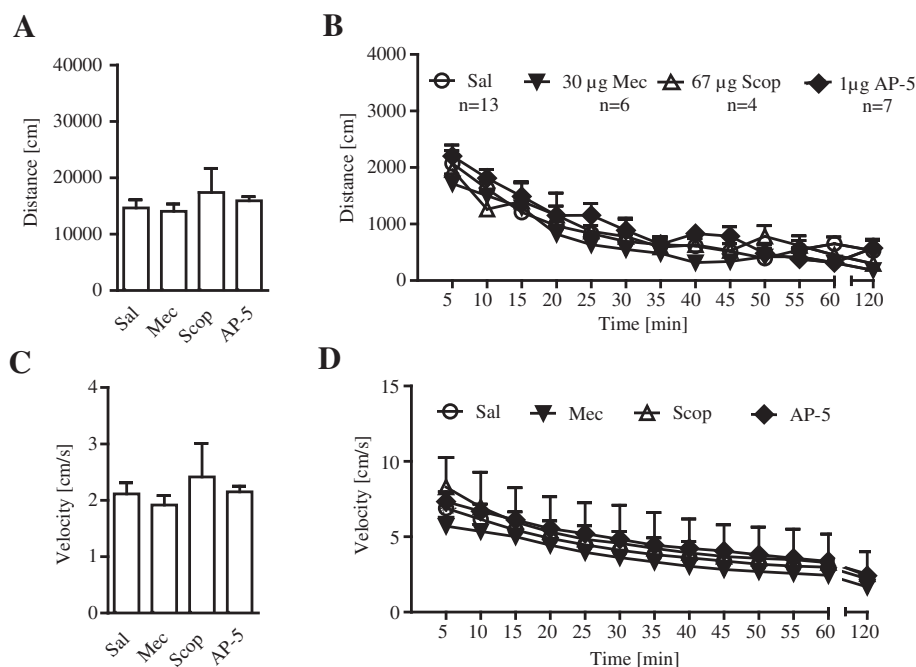 A
Distance [cm]
40000
30000
20000
10000
0
Sal
Mec
Scop
AP-5
B
Distance [cm]
4000
3000
2000
1000
0
Sal
n=13
30 µg Mec
n=6
67 µg Scop
n=4
1µg AP-5
n=7
5 10 15 20 25 30 35 40 45 50 55 60 120
Time [min]
C
Velocity [cm/s]
4
3
2
1
0
Sal
Mec
Scop
AP-5
D
Velocity [cm/s]
15
10
5
0
Sal
Mec
Scop
AP-5
5 10 15 20 25 30 35 40 45 50 55 60 120
Time [min]